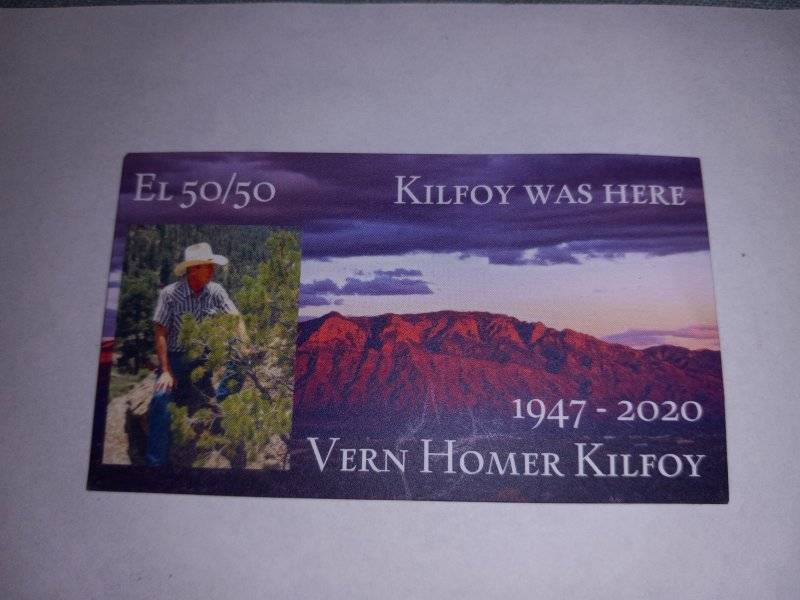 El 50/50
Kilfoy was here
1947 - 2020
Vern Homer Kilfoy